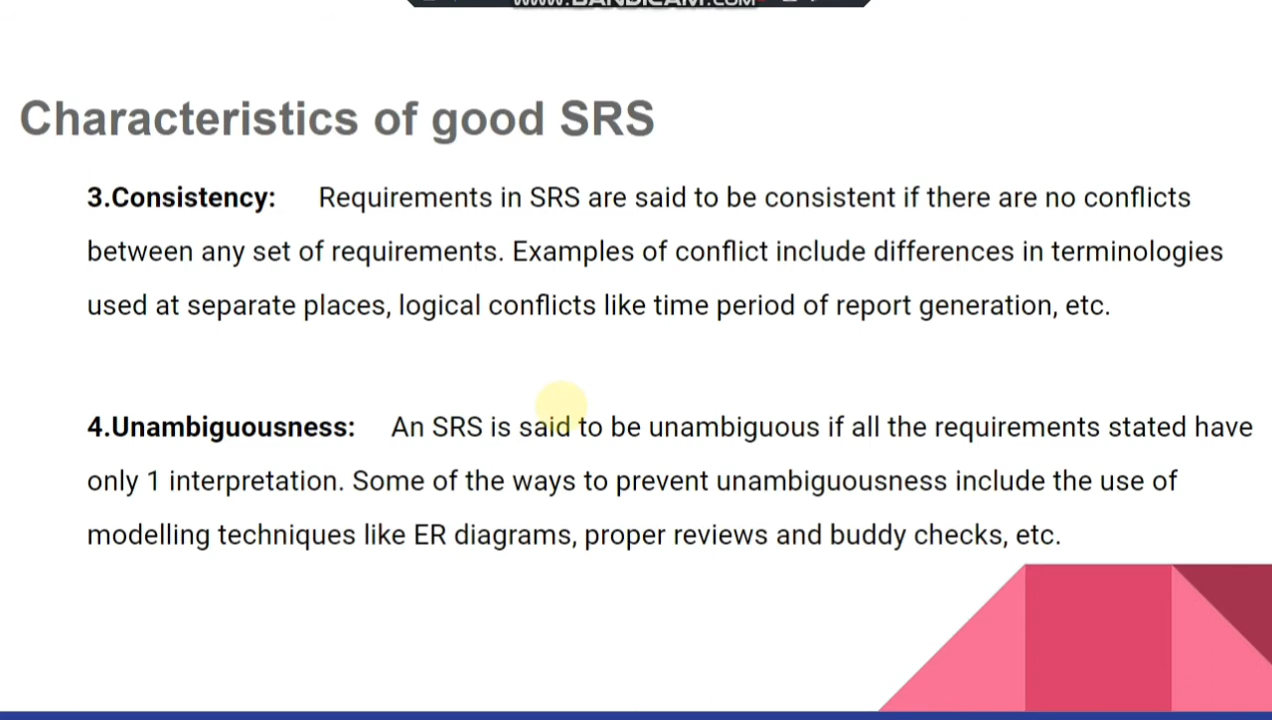 www.BANDICAM.COM
Characteristics of good SRS
3.Consistency: Requirements in SRS are said to be consistent if there are no conflicts
between any set of requirements. Examples of conflict include differences in terminologies
used at separate places, logical conflicts like time period of report generation, etc.
4.Unambiguousness: An SRS is said to be unambiguous if all the requirements stated have
only 1 interpretation. Some of the ways to prevent unambiguousness include the use of
modelling techniques like ER diagrams, proper reviews and buddy checks, etc.